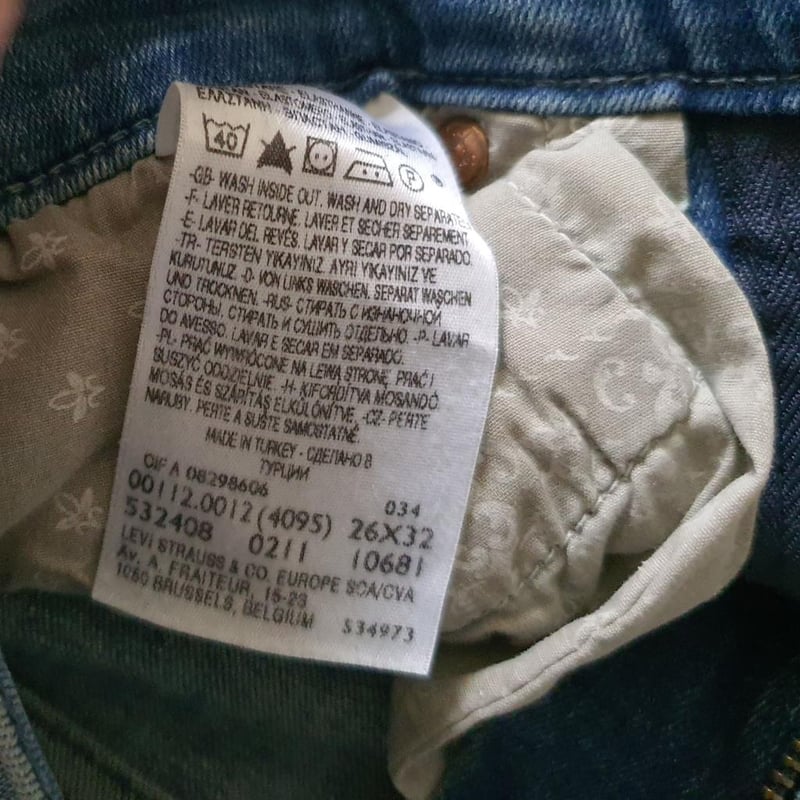 ΕΛΑΣΤΑΝΗ
40
P
-GB- WASH INSIDE OUT. WASH AND DRY SEPARATE
-F- LAVER RETOURNE. LAVER ET SECHER SEPAREMENT.
-E- LAVAR DEL REVÉS. LAVAR Y SECAR POR SEPARADO.
-TR- TERSTEN YIKAYINIZ. AYRI YIKAYINIZ VE
KURUTUNUZ. -D- VON LINKS WASCHEN. SEPARAT WASCHEN
UND TROCKNEN. -RUS- СТИРАТЬ С ИЗНАНОЧНОЙ
СТОРОНЫ. СТИРАТЬ И СУШИТЬ ОТДЕЛЬНО. -P- LAVAR
DO AVESSO. LAVAR E SECAR EM SEPARADO.
-PL- PRAĆ WYWRÓCONE NA LEWĄ STRONĘ. PRAĆ I
SUSZYĆ ODDZIELNIE. -H- KIFORDÍTVA MOSANDÓ.
MOSÁS ÉS SZÁRÍTÁS ELKÜLÖNÍTVE. -CZ- PERTE
NARUBY. PERTE A SUŠTE SAMOSTATNĚ.
MADE IN TURKEY - СДЕЛАНО В
ТУРЦИИ
CIF A 08298606
034
00112.0012 (4095) 26X32
532408 0211 10681
LEVI STRAUSS & CO. EUROPE SCA/CVA
Av. A. FRAITEUR, 15-23
1050 BRUSSELS, BELGIUM S34973